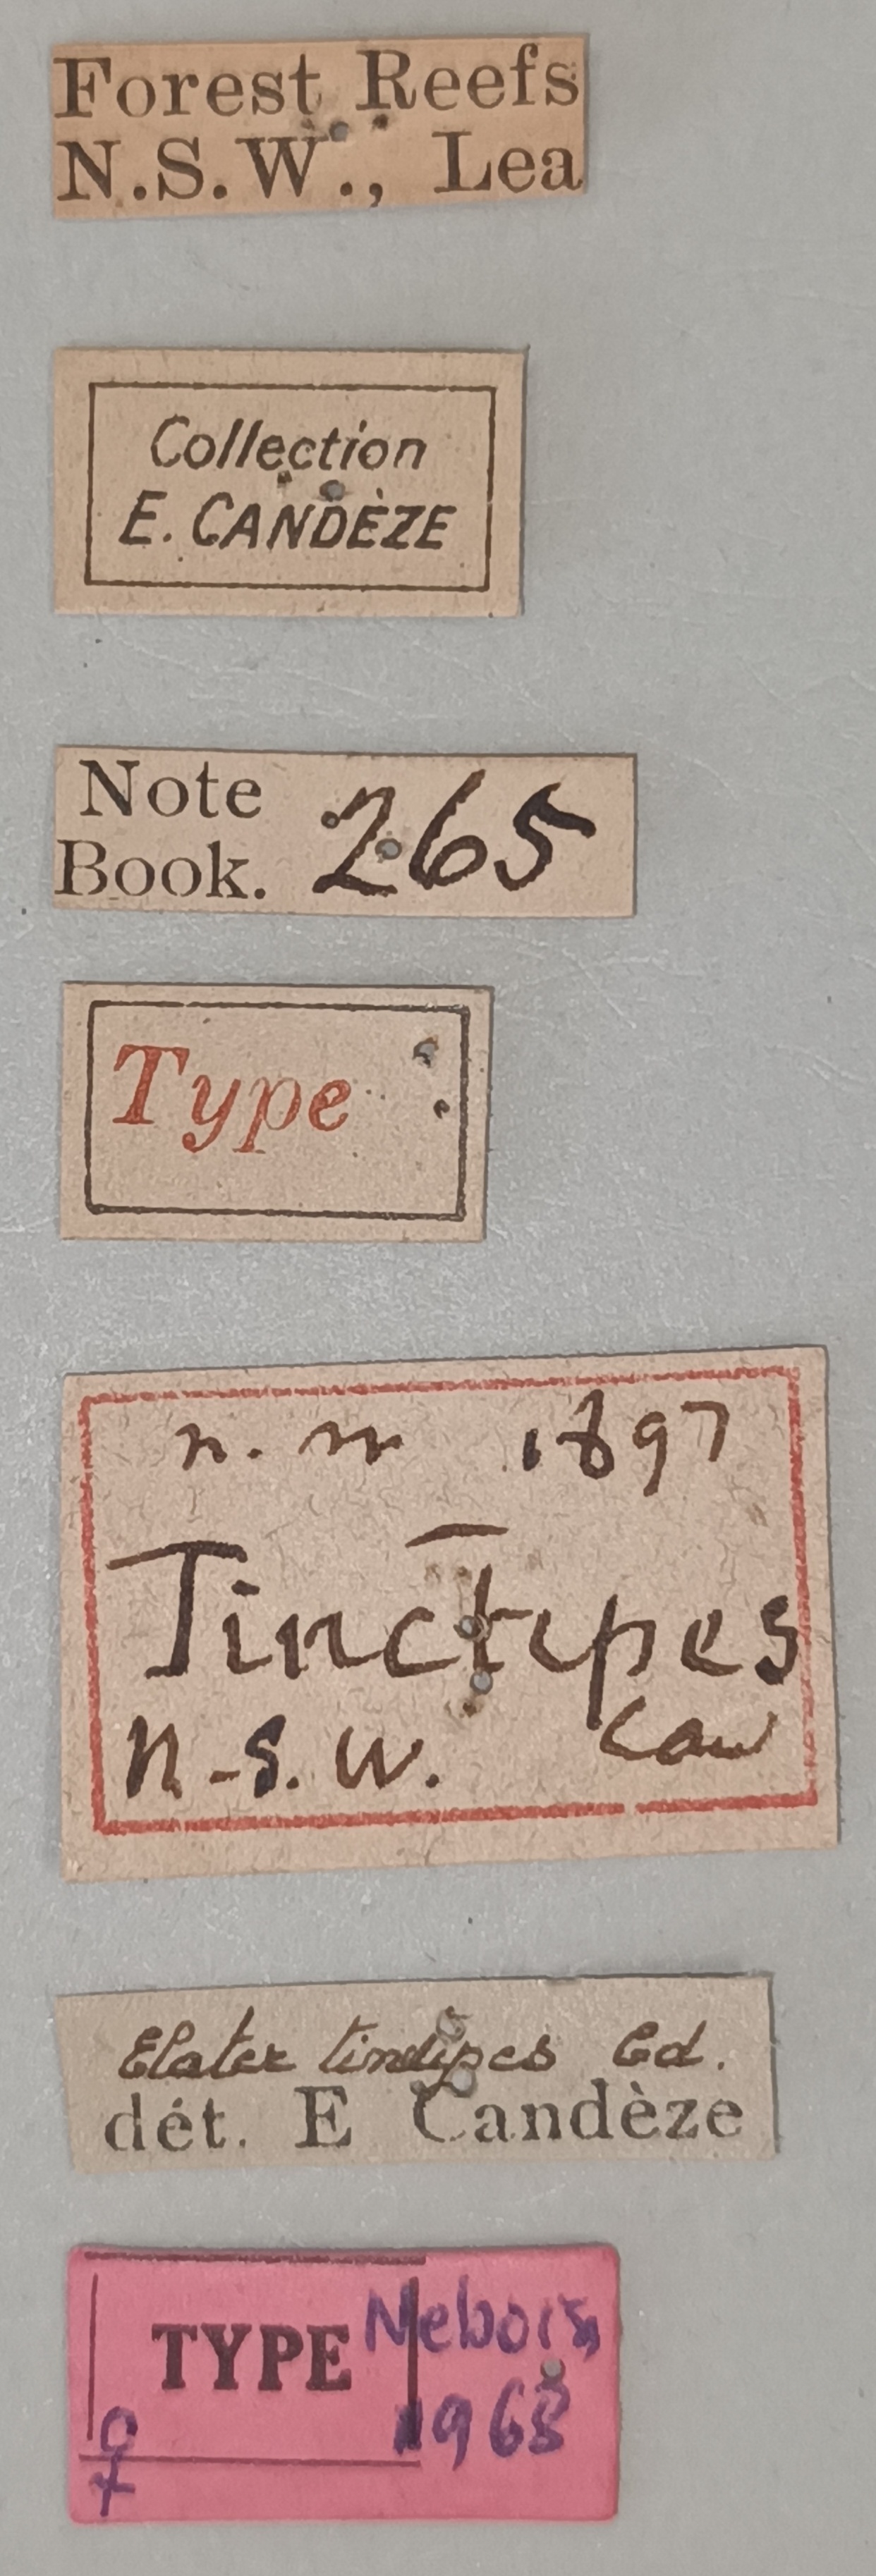 Forest Reefs
N.S.W., Lea
Collection
E. CANDÈZE
Note
Book. 265
Type
n. 1897
Tinctipes
N-S. W. Can
Elater tinctipes Cd.
dét. E Candèze
TYPE Nebois,
♀ 1968